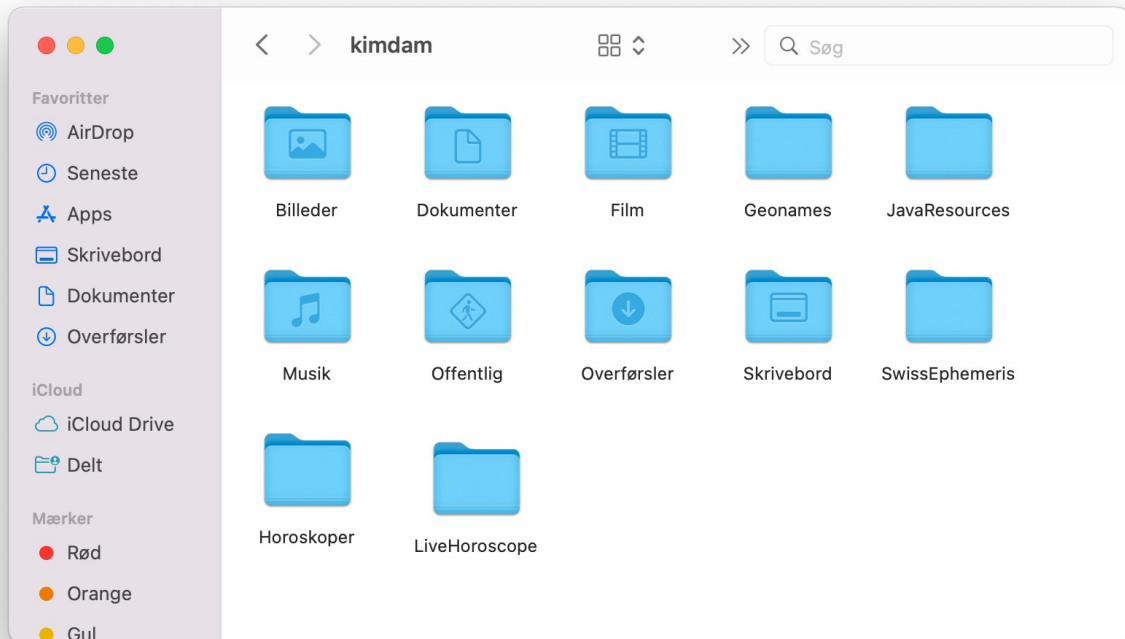 kimdam
Søg
Favoritter
AirDrop
Seneste
Apps
Skrivebord
Dokumenter
Overførsler
iCloud
iCloud Drive
Delt
Mærker
Rød
Orange
Gul
Billeder
Dokumenter
Film
Geonames
JavaResources
Musik
Offentlig
Overførsler
Skrivebord
SwissEphemeris
Horoskoper
LiveHoroscope